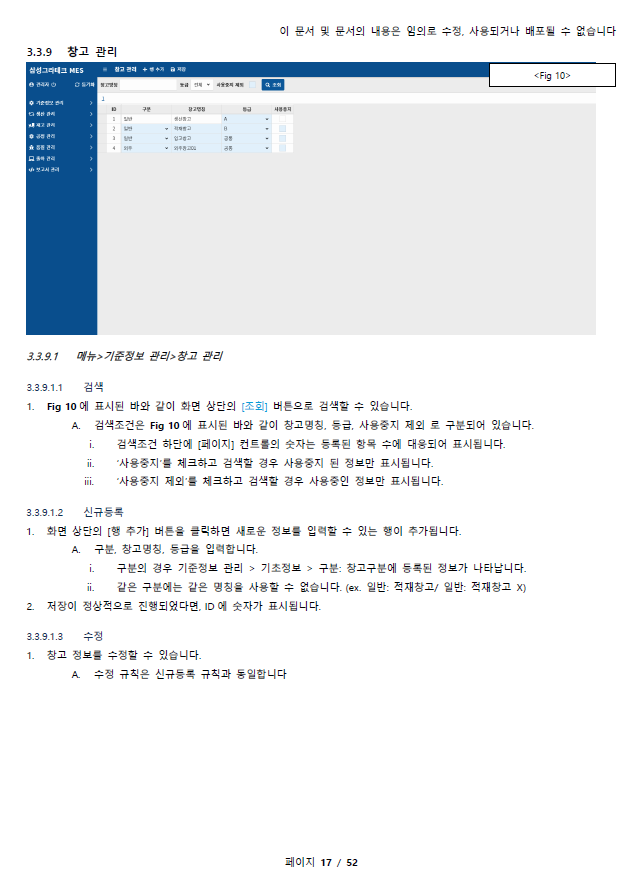 이 문서 및 문서의 내용은 임의로 수정, 사용되거나 배포될 수 없습니다
3.3.9 창고 관리
삼성그라테크 MES
창고 관리 + 행 추가 저장
<Fig 10>
관리자 동기화
창고명칭 등급 전체 사용중지 제외 조회
1
기준정보 관리
생산 관리
재고 관리
공정 관리
품질 관리
출하 관리
보고서 관리
ID 구분 창고명칭 등급 사용중지
1 일반 생산창고 A
2 일반 적재창고 B
3 일반 입고창고 공통
4 외주 외주창고01 공통
3.3.9.1 메뉴>기준정보 관리>창고 관리
3.3.9.1.1 검색
1. Fig 10에 표시된 바와 같이 화면 상단의 [조회] 버튼으로 검색할 수 있습니다.
A. 검색조건은 Fig 10에 표시된 바와 같이 창고명칭, 등급, 사용중지 제외 로 구분되어 있습니다.
i. 검색조건 하단에 [페이지] 컨트롤의 숫자는 등록된 항목 수에 대응되어 표시됩니다.
ii. '사용중지'를 체크하고 검색할 경우 사용중지 된 정보만 표시됩니다.
iii. '사용중지 제외'를 체크하고 검색할 경우 사용중인 정보만 표시됩니다.
3.3.9.1.2 신규등록
1. 화면 상단의 [행 추가] 버튼을 클릭하면 새로운 정보를 입력할 수 있는 행이 추가됩니다.
A. 구분, 창고명칭, 등급을 입력합니다.
i. 구분의 경우 기준정보 관리 > 기초정보 > 구분: 창고구분에 등록된 정보가 나타납니다.
ii. 같은 구분에는 같은 명칭을 사용할 수 없습니다. (ex. 일반: 적재창고/ 일반: 적재창고 X)
2. 저장이 정상적으로 진행되었다면, ID에 숫자가 표시됩니다.
3.3.9.1.3 수정
1. 창고 정보를 수정할 수 있습니다.
A. 수정 규칙은 신규등록 규칙과 동일합니다
페이지 17 / 52